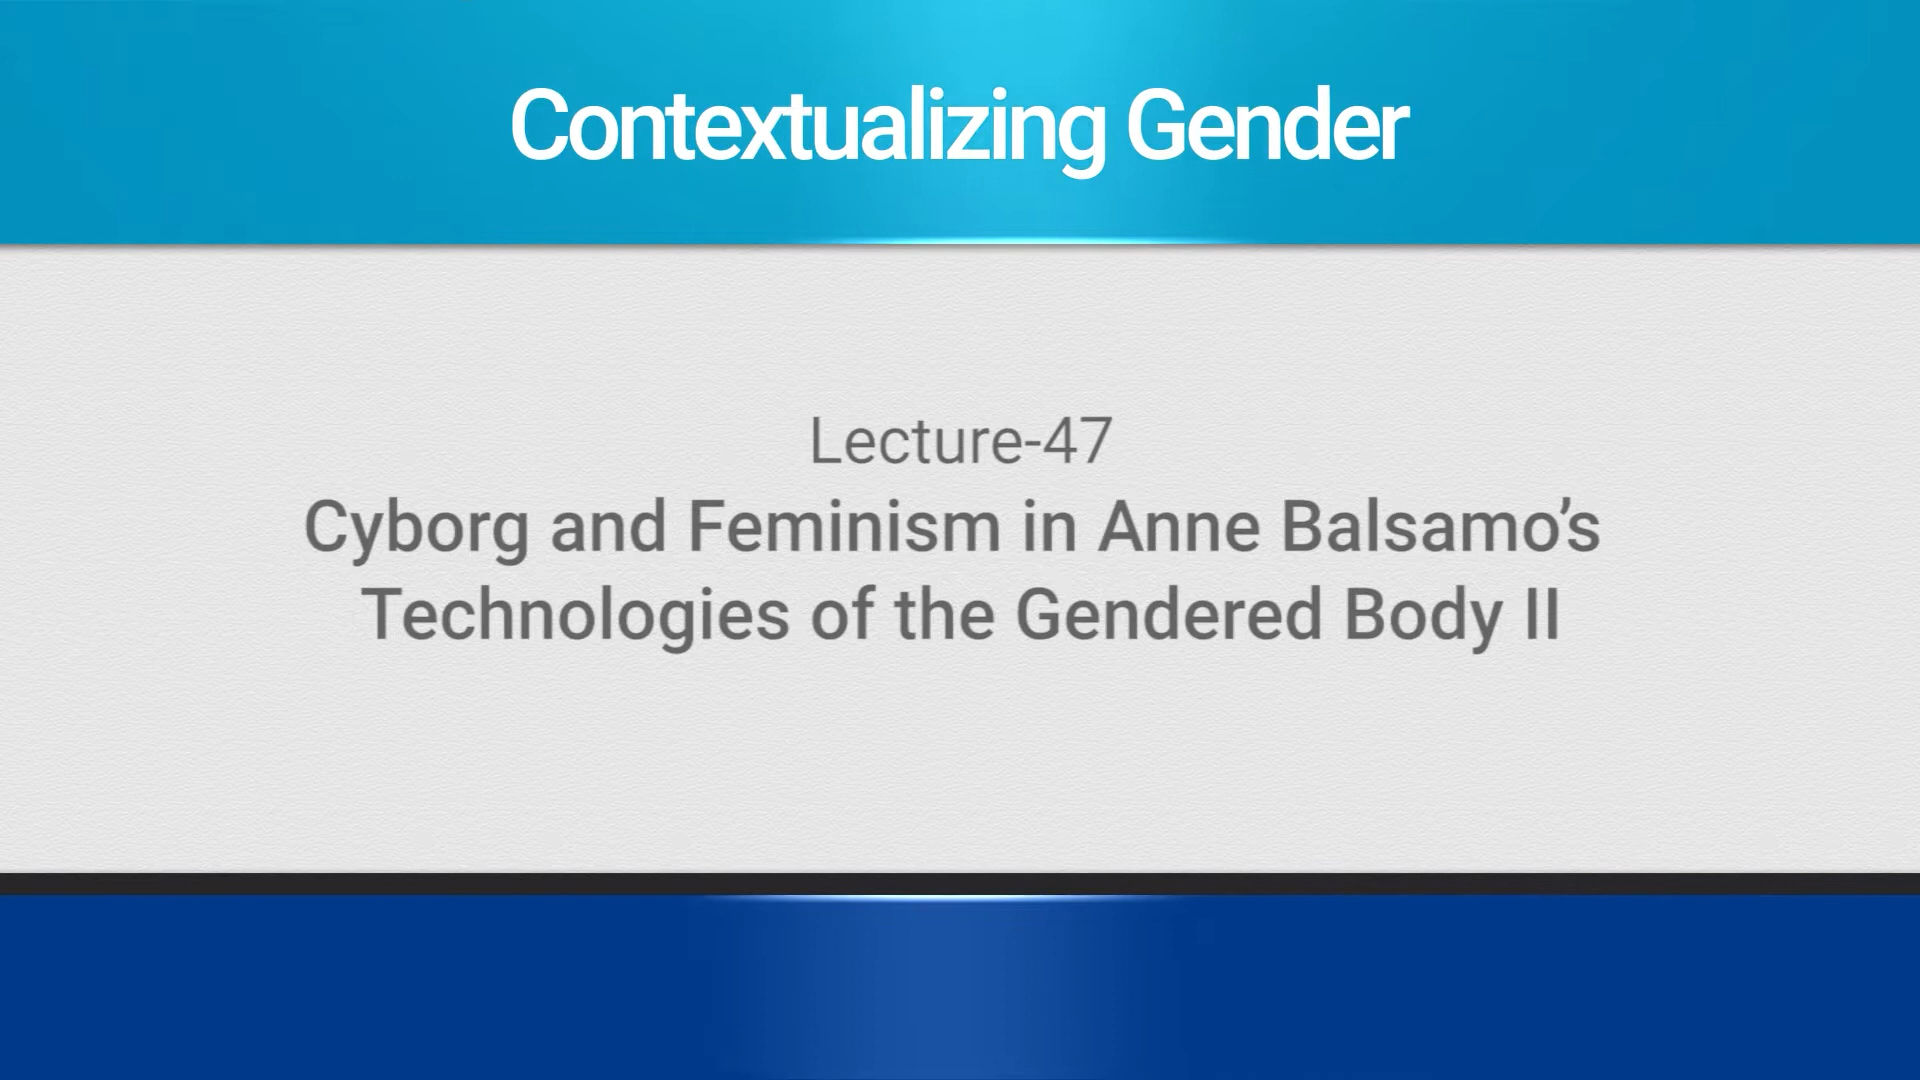 Contextualizing Gender
Lecture-47
Cyborg and Feminism in Anne Balsamo’s
Technologies of the Gendered Body II